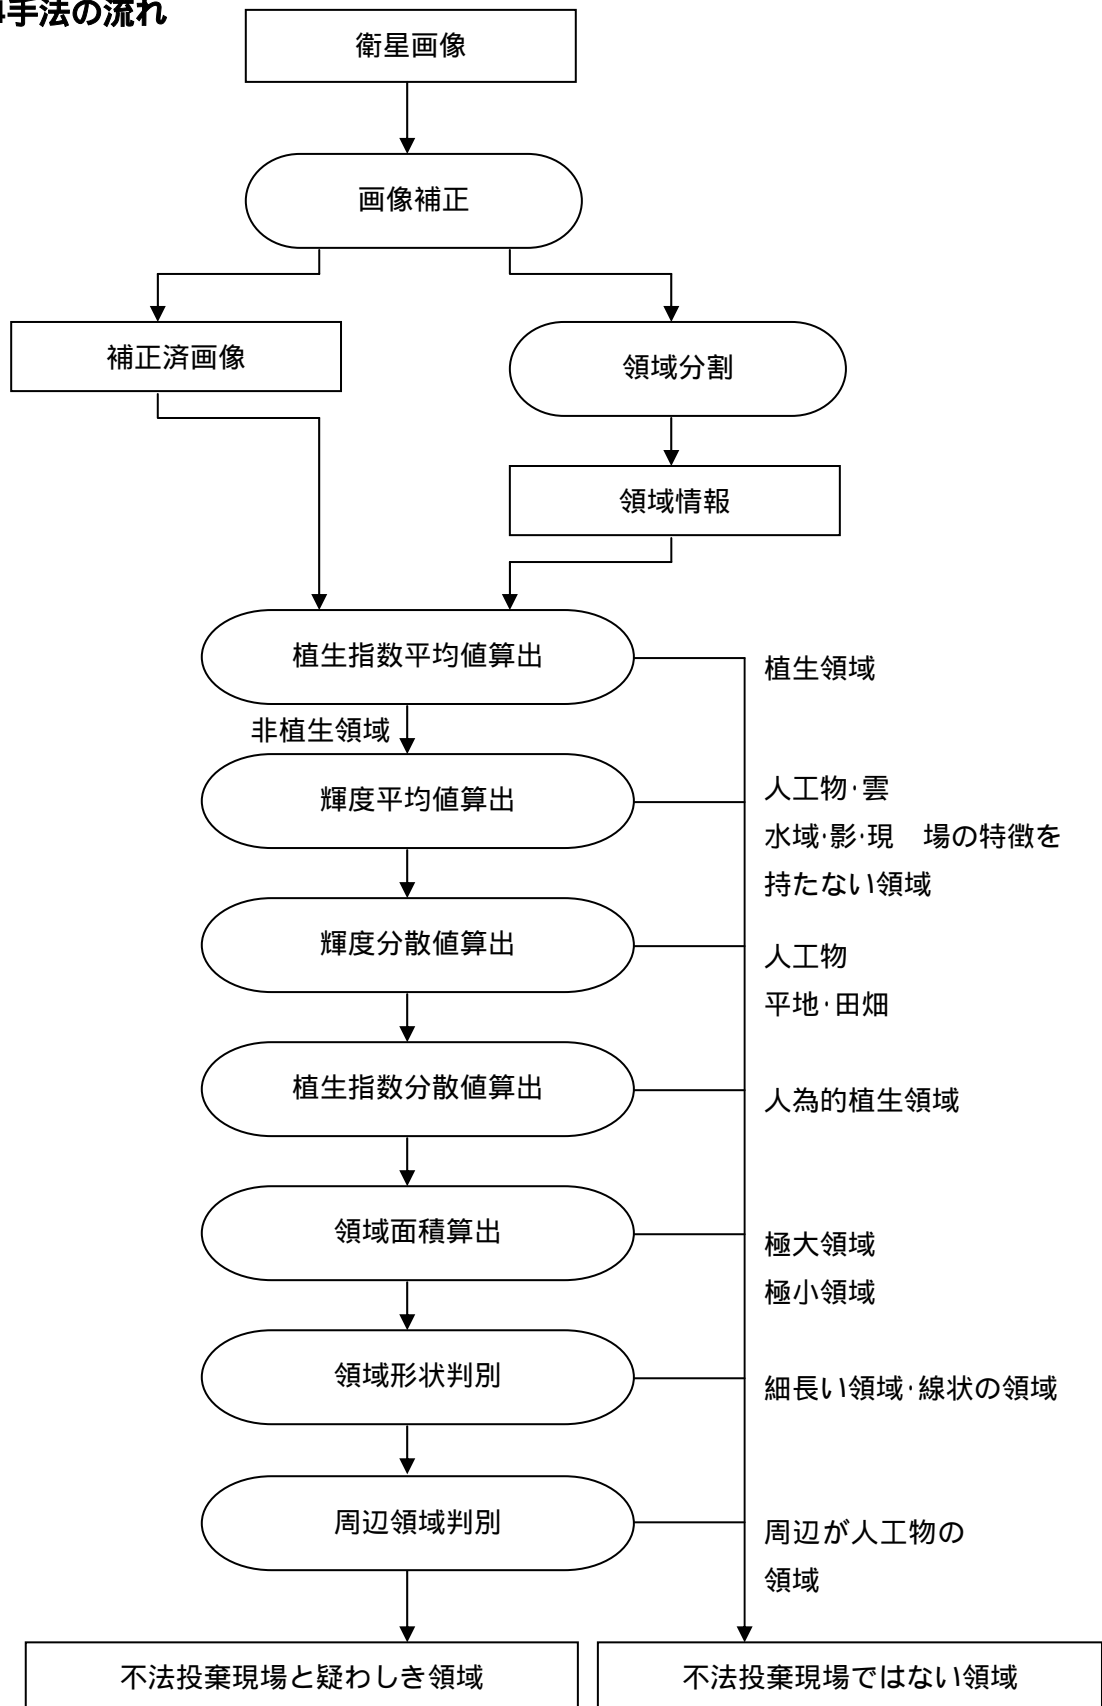 手法の流れ
衛星画像
画像補正
補正済画像
領域分割
領域情報
植生指数平均値算出
植生領域
非植生領域
輝度平均値算出
人工物・雲
水域・影・現　場の特徴を
持たない領域
輝度分散値算出
人工物
平地・田畑
植生指数分散値算出
人為的植生領域
領域面積算出
極大領域
極小領域
領域形状判別
細長い領域・線状の領域
周辺領域判別
周辺が人工物の
領域
不法投棄現場と疑わしき領域
不法投棄現場ではない領域